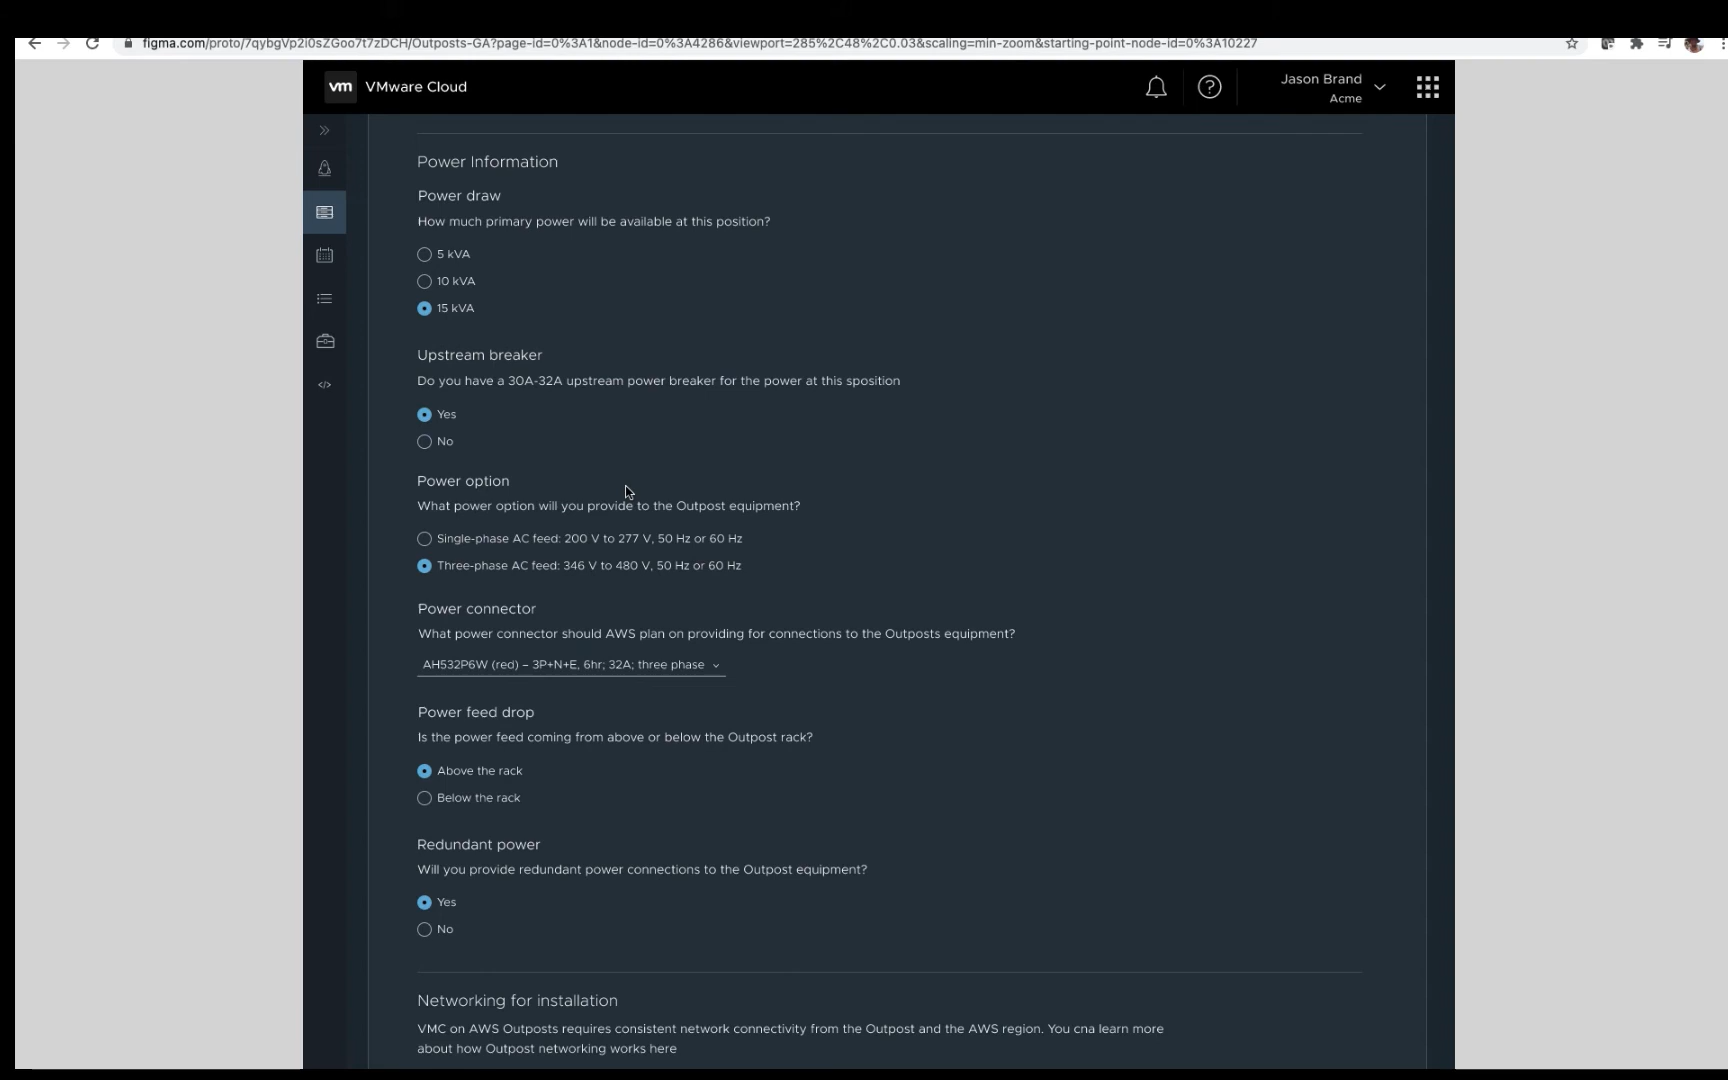 figma.com/proto/7qybgVp2i0sZGoo7t7zDCH/Outposts-GA?page-id=0%3A1&node-id=0%3A4286&viewport=285%2C48%2C0.03&scaling=min-zoom&starting-point-node-id=0%3A10227
vm VMware Cloud
Jason Brand
Acme
Power Information
Power draw
How much primary power will be available at this position?
5 kVA
10 kVA
15 kVA
Upstream breaker
Do you have a 30A-32A upstream power breaker for the power at this sposition
Yes
No
Power option
What power option will you provide to the Outpost equipment?
Single-phase AC feed: 200 V to 277 V, 50 Hz or 60 Hz
Three-phase AC feed: 346 V to 480 V, 50 Hz or 60 Hz
Power connector
What power connector should AWS plan on providing for connections to the Outposts equipment?
AH532P6W (red) – 3P+N+E, 6hr; 32A; three phase
Power feed drop
Is the power feed coming from above or below the Outpost rack?
Above the rack
Below the rack
Redundant power
Will you provide redundant power connections to the Outpost equipment?
Yes
No
Networking for installation
VMC on AWS Outposts requires consistent network connectivity from the Outpost and the AWS region. You cna learn more
about how Outpost networking works here